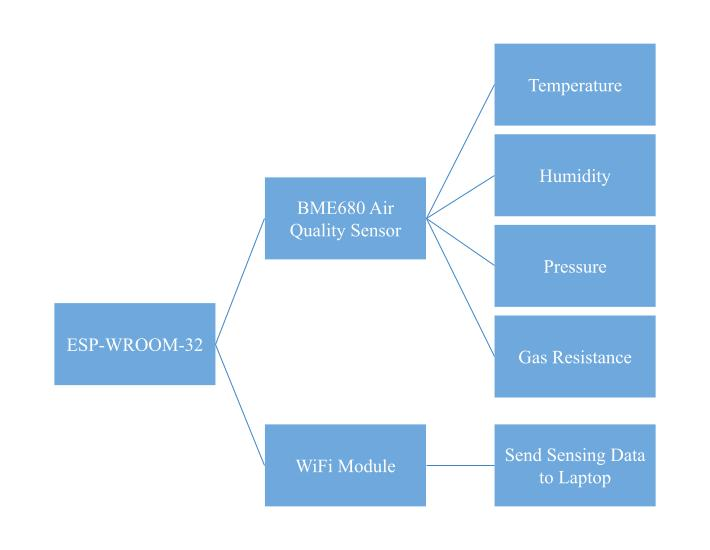 Temperature
Humidity
BME680 Air
Quality Sensor
Pressure
ESP-WROOM-32
Gas Resistance
WiFi Module
Send Sensing Data
to Laptop